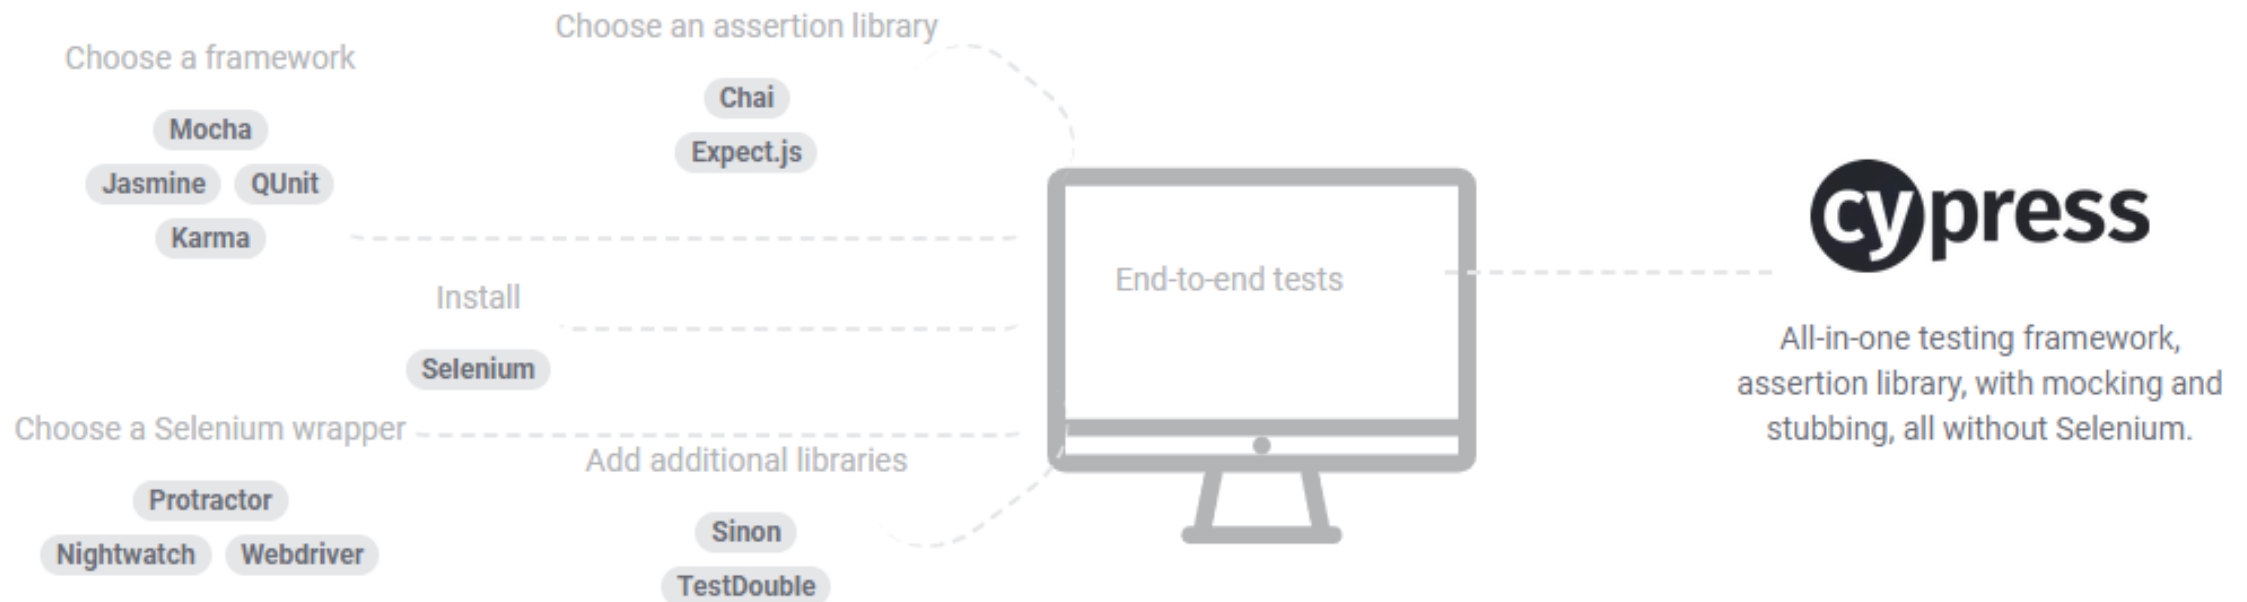 Choose a framework
Mocha
Jasmine QUnit
Karma
Choose an assertion library
Chai
Expect.js
Install
Selenium
Choose a Selenium wrapper
Protractor
Nightwatch Webdriver
Add additional libraries
Sinon
TestDouble
End-to-end tests
cypress
All-in-one testing framework,
assertion library, with mocking and
stubbing, all without Selenium.